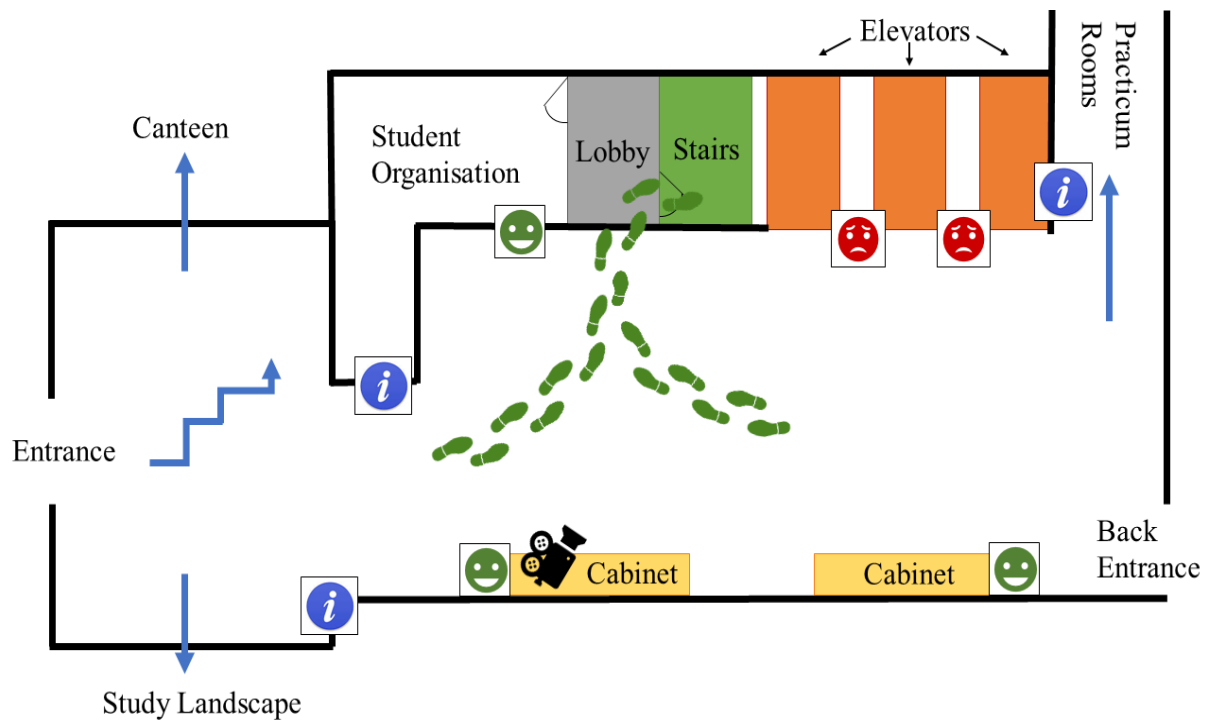 Elevators
Practicum
Rooms
Canteen
Student
Organisation
Lobby
Stairs
i
i
Entrance
Back
Entrance
Cabinet
Cabinet
i
Study Landscape